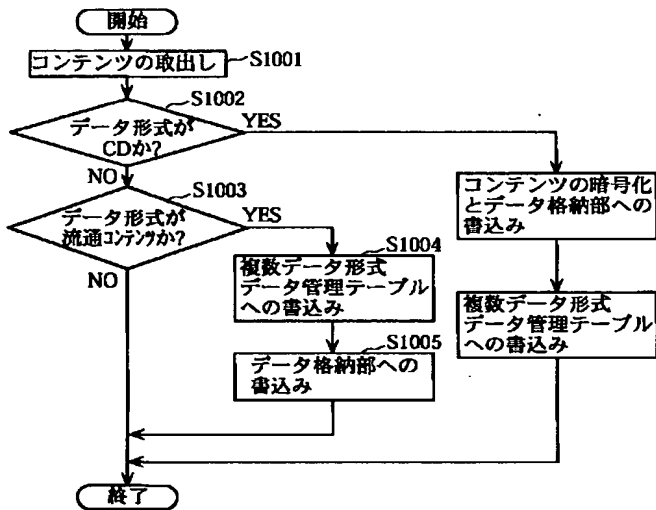 開始
コンテンツの取出し
S1001
S1002
データ形式が
CDか?
YES
NO
S1003
データ形式が
流通コンテンツか?
YES
NO
S1004
複数データ形式
データ管理テーブル
への書込み
S1005
データ格納部への
書込み
コンテンツの暗号化
とデータ格納部への
書込み
複数データ形式
データ管理テーブル
への書込み
終了